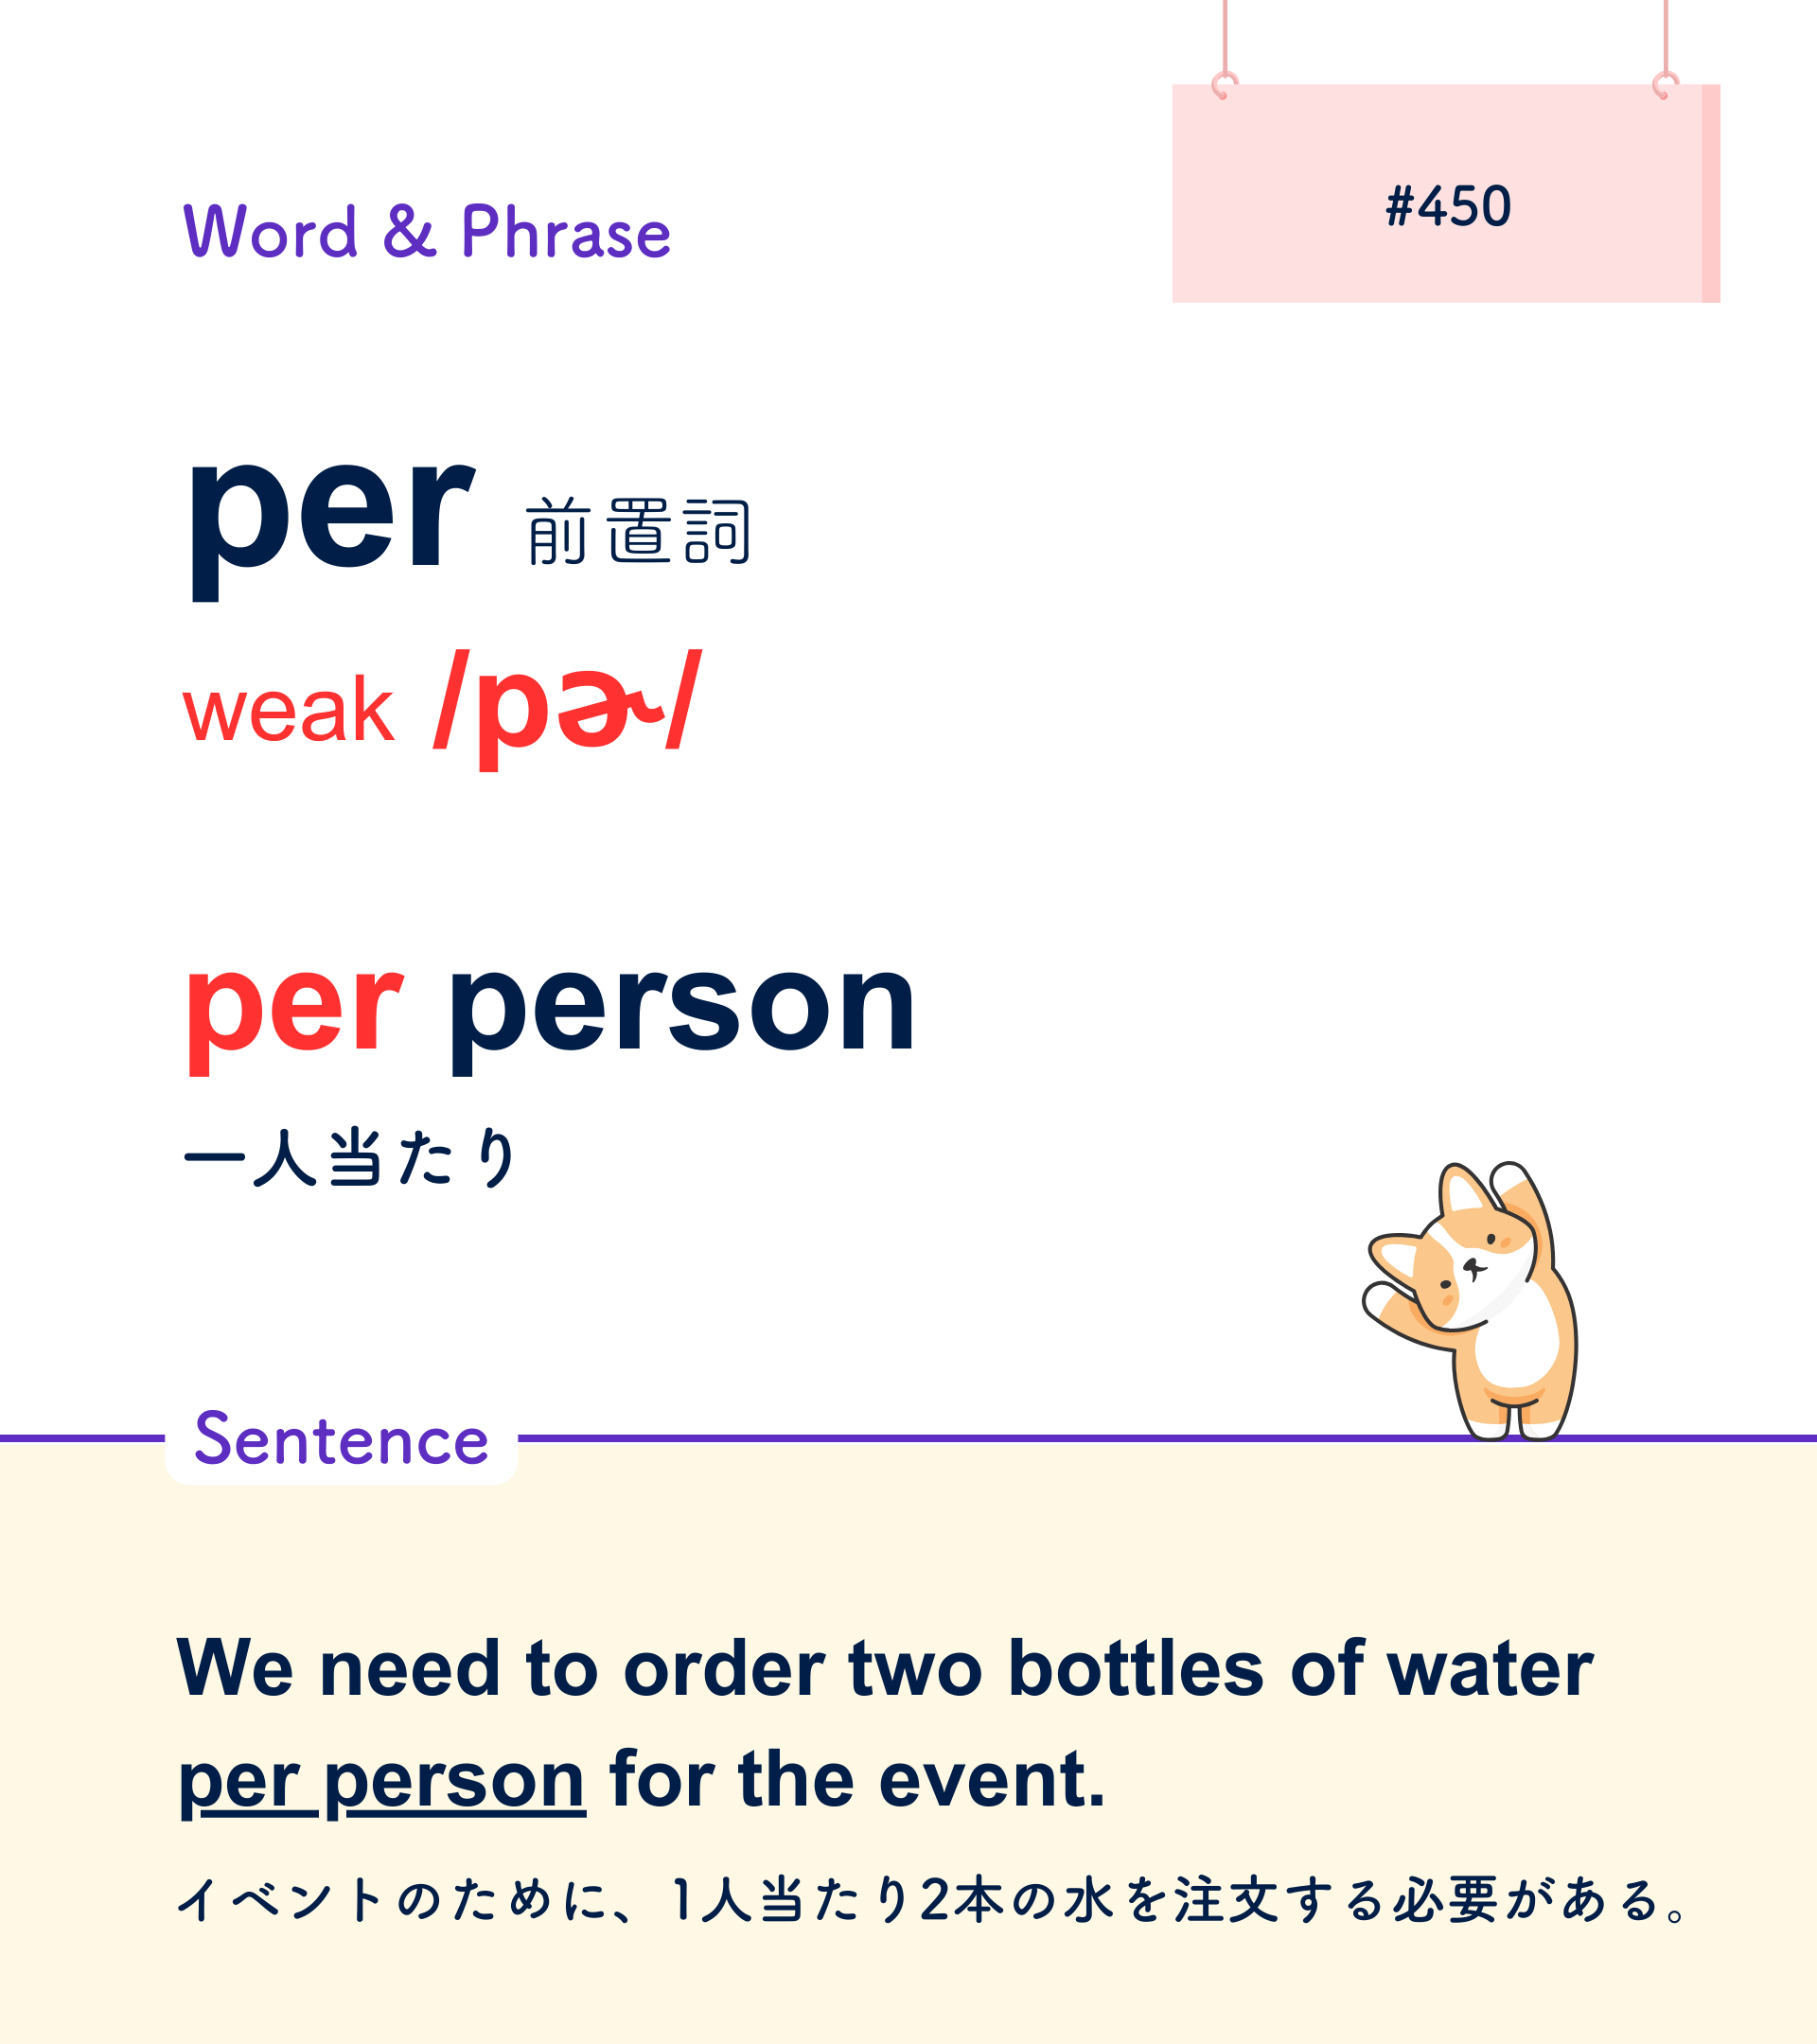 #450
Word & Phrase
per 前置詞
weak /pɚ/
per person
一人当たり
Sentence
We need to order two bottles of water
per person for the event.
イベントのために、1人当たり2本の水を注文する必要がある。